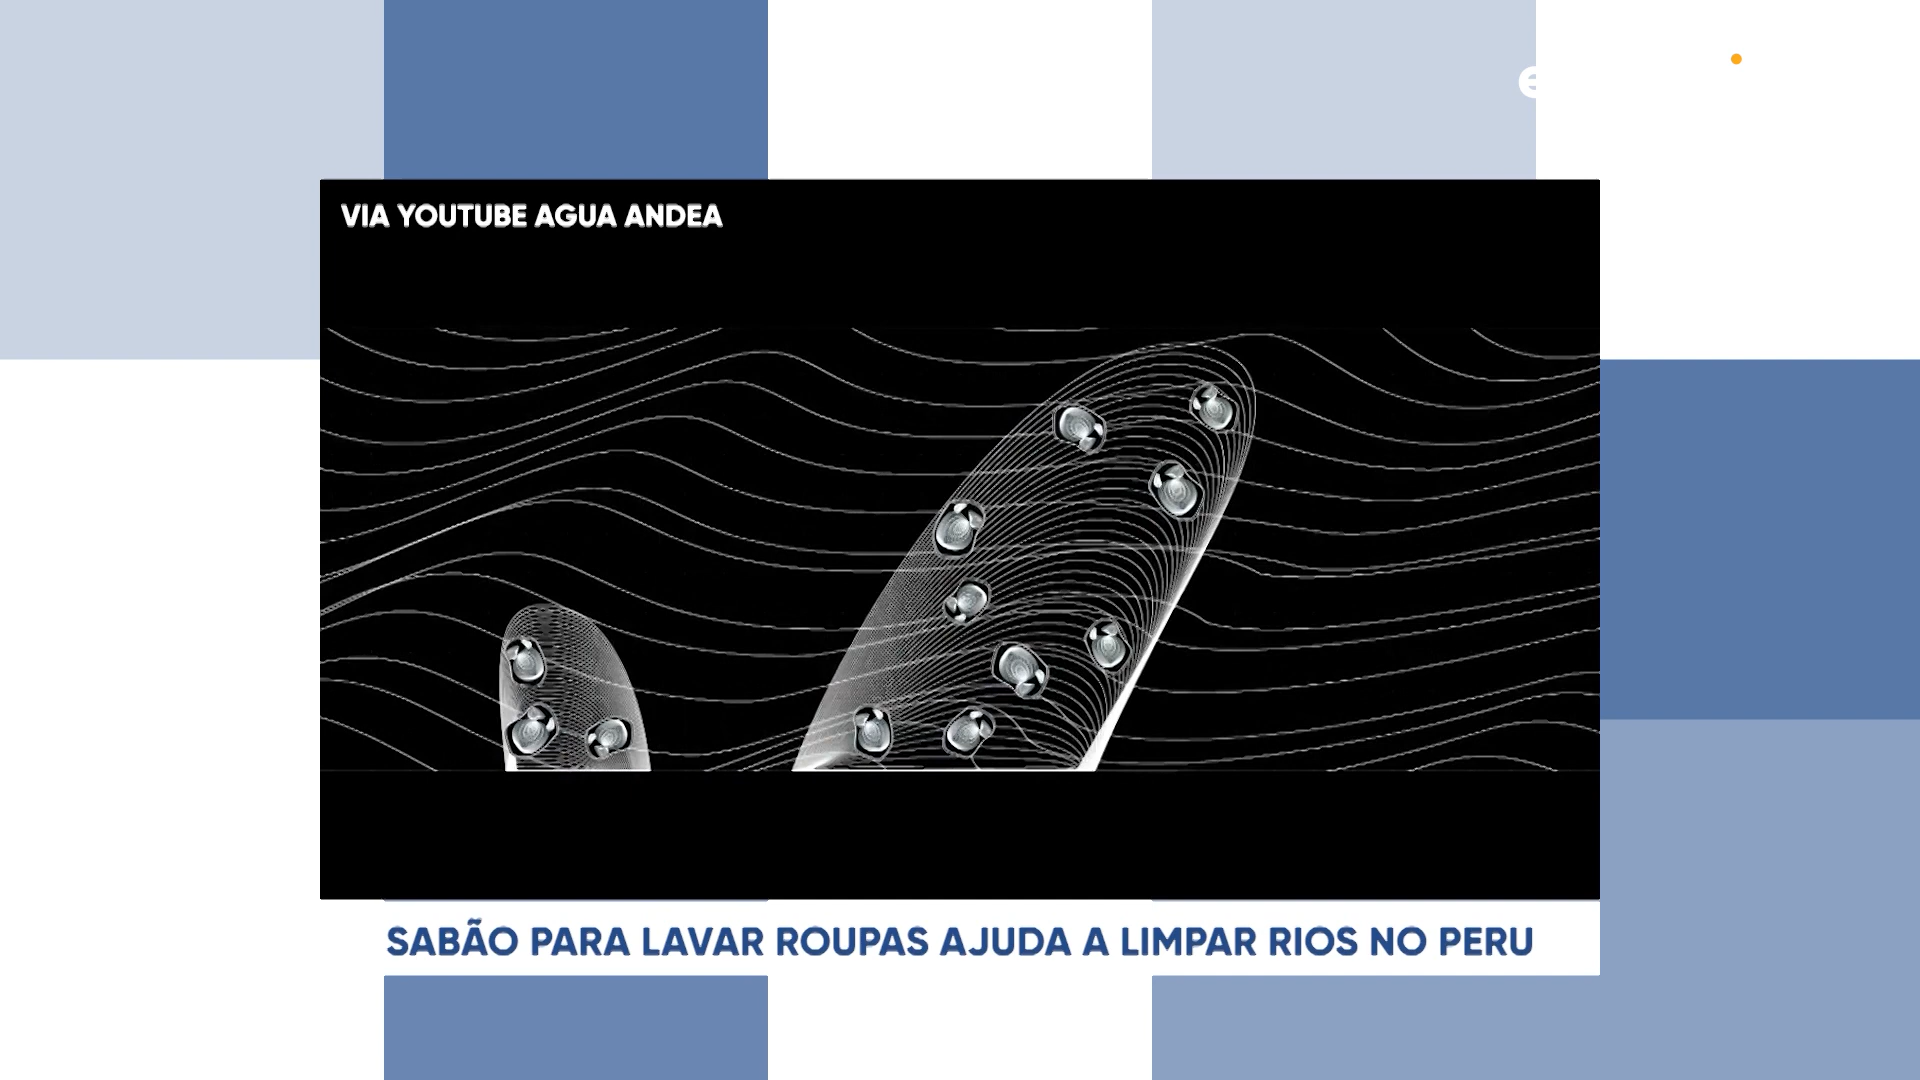 VIA YOUTUBE AGUA ANDEA
SABÃO PARA LAVAR ROUPAS AJUDA A LIMPAR RIOS NO PERU